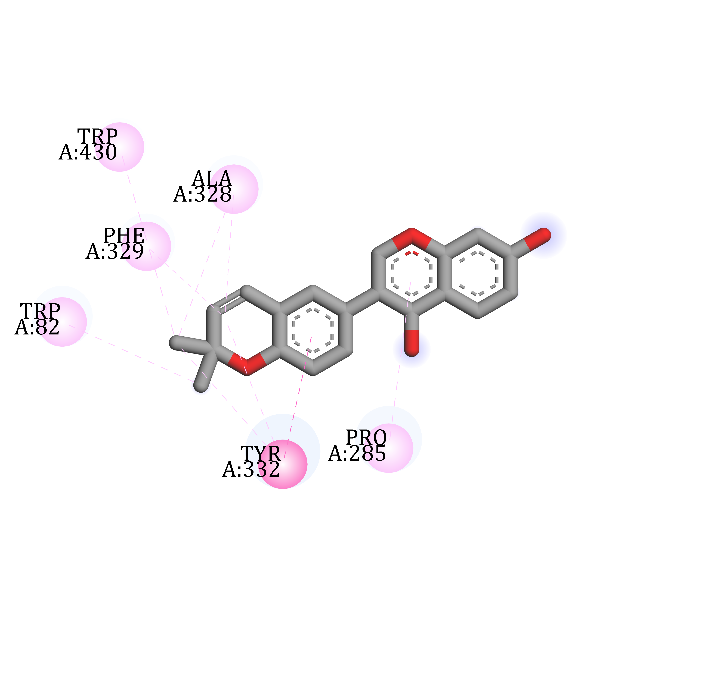 TRP
A:430
ALA
A:328
PHE
A:329
TRP
A:82
TYR
A:332
PRO
A:285